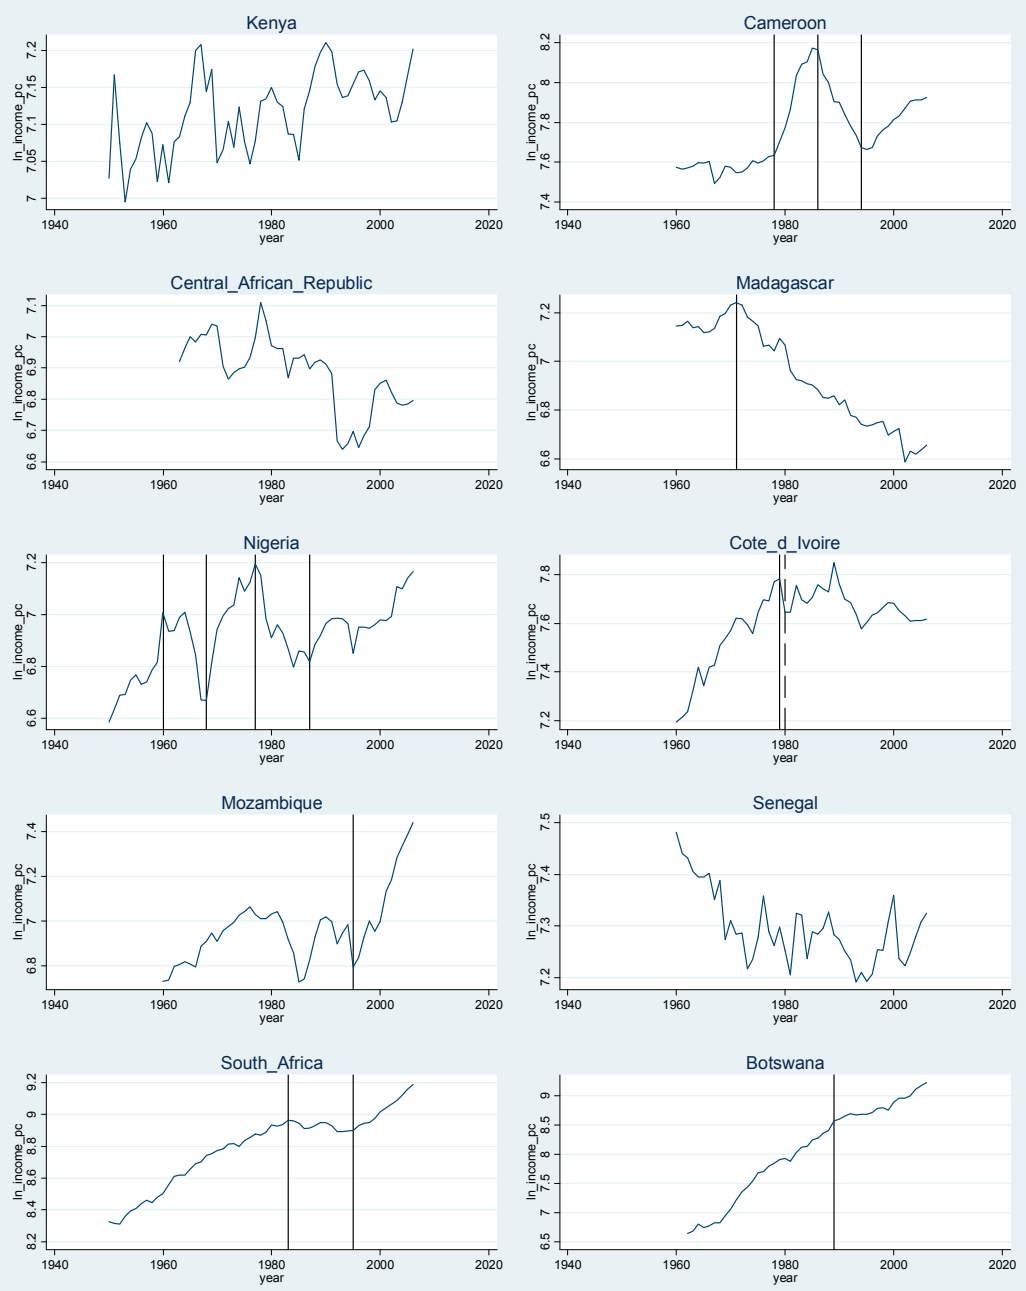 Kenya
ln_income_pc
7 7.05 7.1 7.15 7.2
1940 1960 1980 2000 2020
year
Cameroon
ln_income_pc
7.4 7.6 7.8 8 8.2
1940 1960 1980 2000 2020
year
Central_African_Republic
ln_income_pc
6.6 6.7 6.8 6.9 7 7.1
1940 1960 1980 2000 2020
year
Madagascar
ln_income_pc
6.6 6.8 7 7.2
1940 1960 1980 2000 2020
year
Nigeria
ln_income_pc
6.6 6.8 7 7.2
1940 1960 1980 2000 2020
year
Cote_d_Ivoire
ln_income_pc
7.2 7.4 7.6 7.8
1940 1960 1980 2000 2020
year
Mozambique
ln_income_pc
6.8 7 7.2 7.4
1940 1960 1980 2000 2020
year
Senegal
ln_income_pc
7.2 7.3 7.4 7.5
1940 1960 1980 2000 2020
year
South_Africa
ln_income_pc
8.2 8.4 8.6 8.8 9 9.2
1940 1960 1980 2000 2020
year
Botswana
ln_income_pc
6.5 7 7.5 8 8.5 9
1940 1960 1980 2000 2020
year